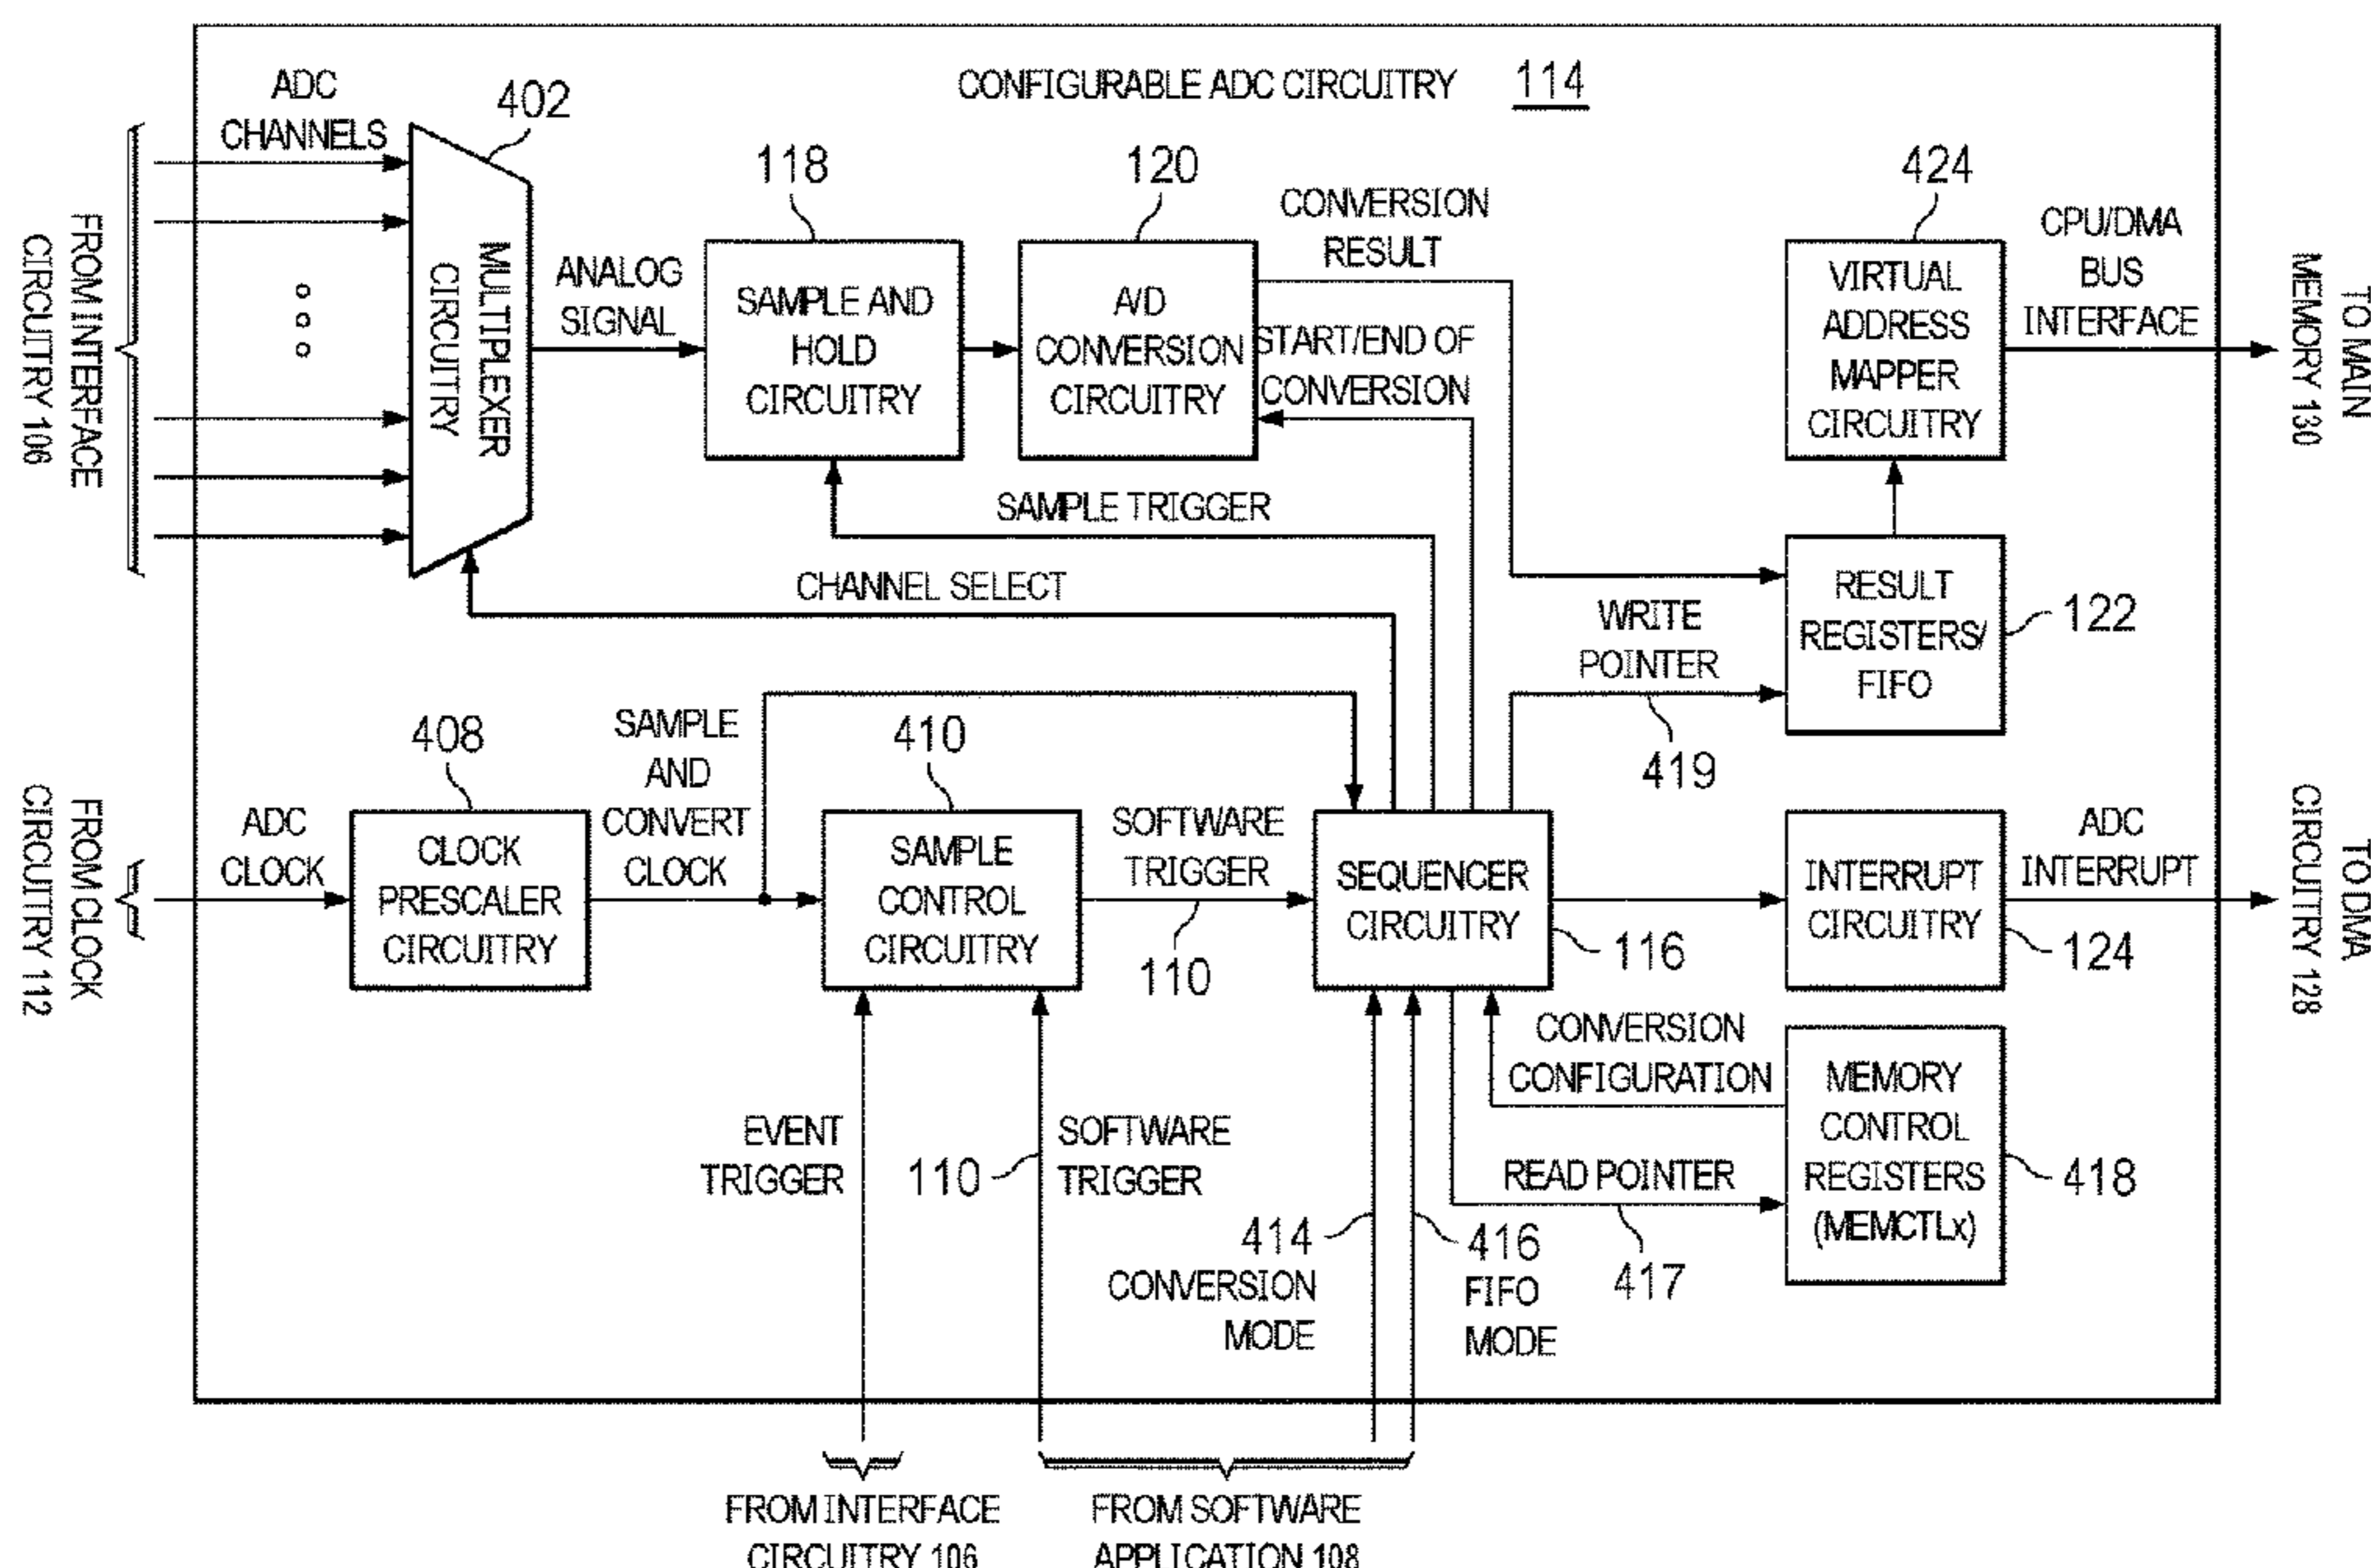 CONFIGURABLE ADC CIRCUITRY 114
ADC
CHANNELS
402
FROM INTERFACE
CIRCUITRY 106
MULTIPLEXER
CIRCUITRY
ANALOG
SIGNAL
118
SAMPLE AND
HOLD
CIRCUITRY
120
A/D
CONVERSION
CIRCUITRY
CONVERSION
RESULT
START/END OF
CONVERSION
424
VIRTUAL
ADDRESS
MAPPER
CIRCUITRY
CPU/DMA
BUS
INTERFACE
TO MAIN
MEMORY 130
SAMPLE TRIGGER
CHANNEL SELECT
WRITE
POINTER
419
RESULT
REGISTERS/
FIFO
122
FROM CLOCK
CIRCUITRY 112
ADC
CLOCK
408
CLOCK
PRESCALER
CIRCUITRY
SAMPLE
AND
CONVERT
CLOCK
410
SAMPLE
CONTROL
CIRCUITRY
SOFTWARE
TRIGGER
110
SEQUENCER
CIRCUITRY
116
INTERRUPT
CIRCUITRY
124
ADC
INTERRUPT
TO DMA
CIRCUITRY 128
EVENT
TRIGGER
110
SOFTWARE
TRIGGER
414
CONVERSION
MODE
416
FIFO
MODE
CONVERSION
CONFIGURATION
READ POINTER
417
MEMORY
CONTROL
REGISTERS
(MEMCTLx)
418
FROM INTERFACE
CIRCUITRY 106
FROM SOFTWARE
APPLICATION 108